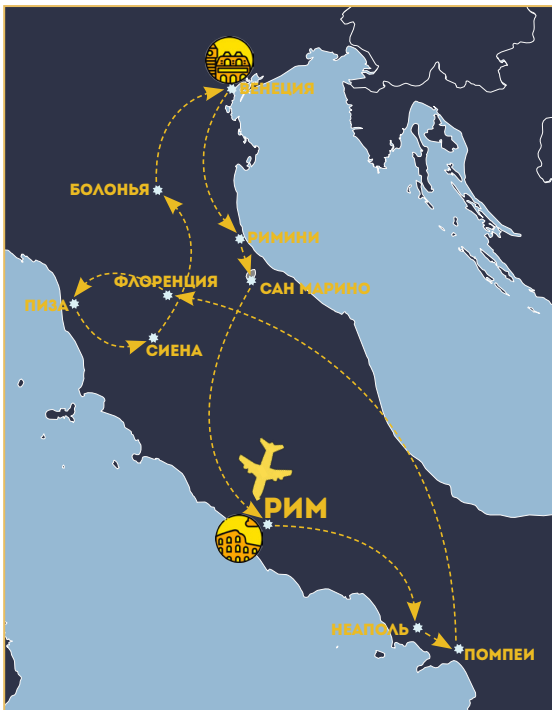 ВЕНЕЦИЯ
БОЛОНЬЯ
РИМИНИ
ФЛОРЕНЦИЯ
САН МАРИНО
ПИЗА
СИЕНА
РИМ
НЕАПОЛЬ
ПОМПЕИ